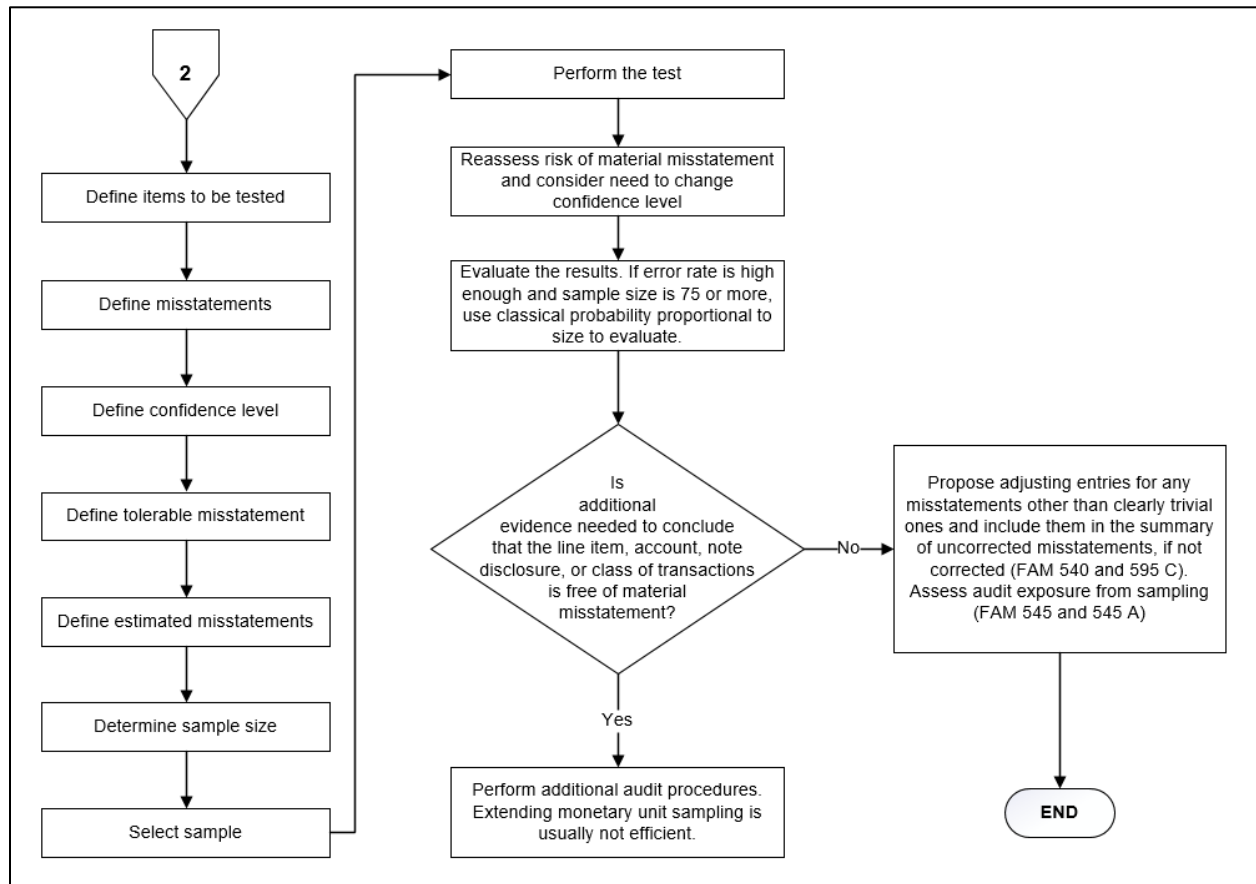 2
Define items to be tested
Define misstatements
Define confidence level
Define tolerable misstatement
Define estimated misstatements
Determine sample size
Select sample
Perform the test
Reassess risk of material misstatement
and consider need to change
confidence level
Evaluate the results. If error rate is high
enough and sample size is 75 or more,
use classical probability proportional to
size to evaluate.
Is
additional
evidence needed to conclude
that the line item, account, note
disclosure, or class of transactions
is free of material
misstatement?
No
Yes
Perform additional audit procedures.
Extending monetary unit sampling is
usually not efficient.
Propose adjusting entries for any
misstatements other than clearly trivial
ones and include them in the summary
of uncorrected misstatements, if not
corrected (FAM 540 and 595 C).
Assess audit exposure from sampling
(FAM 545 and 545 A)
END